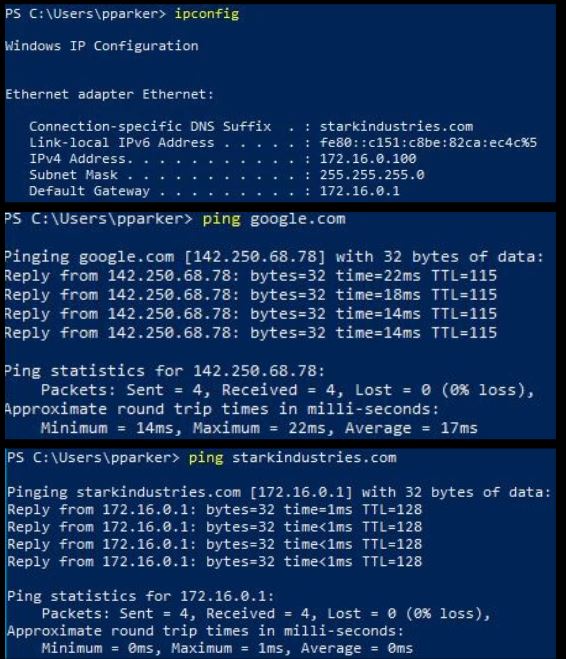 PS C:\Users\pparker> ipconfig
Windows IP Configuration
Ethernet adapter Ethernet:
Connection-specific DNS Suffix . : starkindustries.com
Link-local IPv6 Address . . . . . : fe80::c151:c8be:82ca:ec4c%5
IPv4 Address. . . . . . . . . . . : 172.16.0.100
Subnet Mask . . . . . . . . . . . : 255.255.255.0
Default Gateway . . . . . . . . . : 172.16.0.1
PS C:\Users\pparker> ping google.com
Pinging google.com [142.250.68.78] with 32 bytes of data:
Reply from 142.250.68.78: bytes=32 time=22ms TTL=115
Reply from 142.250.68.78: bytes=32 time=18ms TTL=115
Reply from 142.250.68.78: bytes=32 time=14ms TTL=115
Reply from 142.250.68.78: bytes=32 time=14ms TTL=115
Ping statistics for 142.250.68.78:
Packets: Sent = 4, Received = 4, Lost = 0 (0% loss),
Approximate round trip times in milli-seconds:
Minimum = 14ms, Maximum = 22ms, Average = 17ms
PS C:\Users\pparker> ping starkindustries.com
Pinging starkindustries.com [172.16.0.1] with 32 bytes of data:
Reply from 172.16.0.1: bytes=32 time=1ms TTL=128
Reply from 172.16.0.1: bytes=32 time<1ms TTL=128
Reply from 172.16.0.1: bytes=32 time<1ms TTL=128
Reply from 172.16.0.1: bytes=32 time<1ms TTL=128
Ping statistics for 172.16.0.1:
Packets: Sent = 4, Received = 4, Lost = 0 (0% loss),
Approximate round trip times in milli-seconds:
Minimum = 0ms, Maximum = 1ms, Average = 0ms